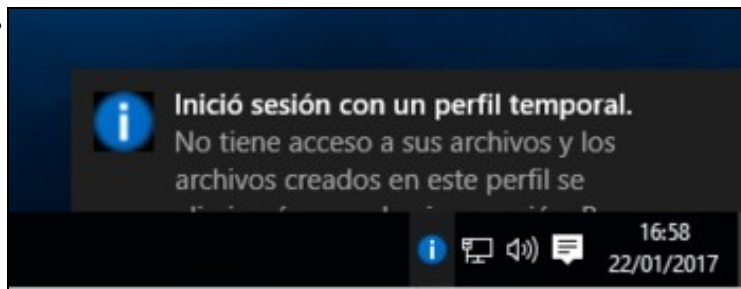 Inició sesión con un perfil temporal.
No tiene acceso a sus archivos y los
archivos creados en este perfil se
16:58
22/01/2017